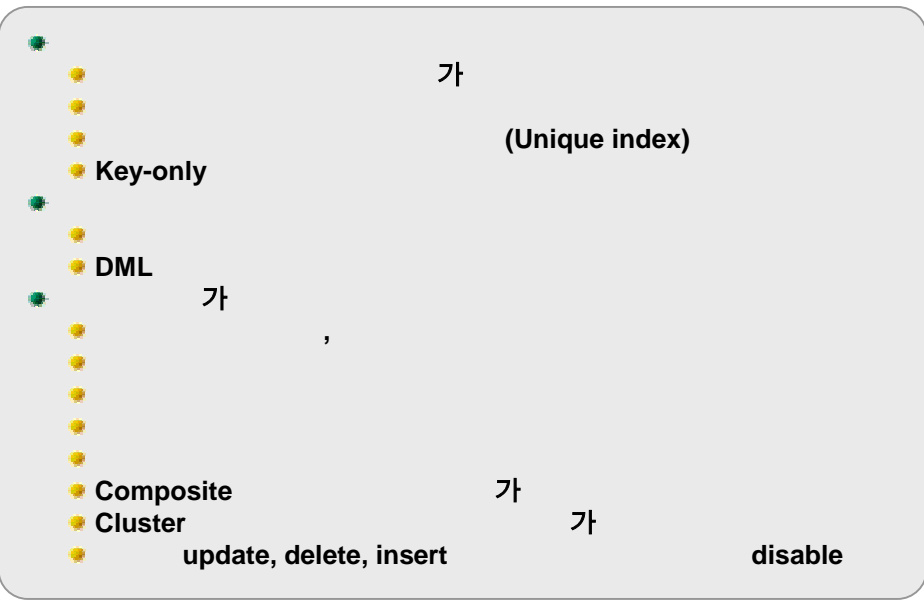 가
(Unique index)
Key-only
DML
가
,
Composite 가
Cluster 가
update, delete, insert disable